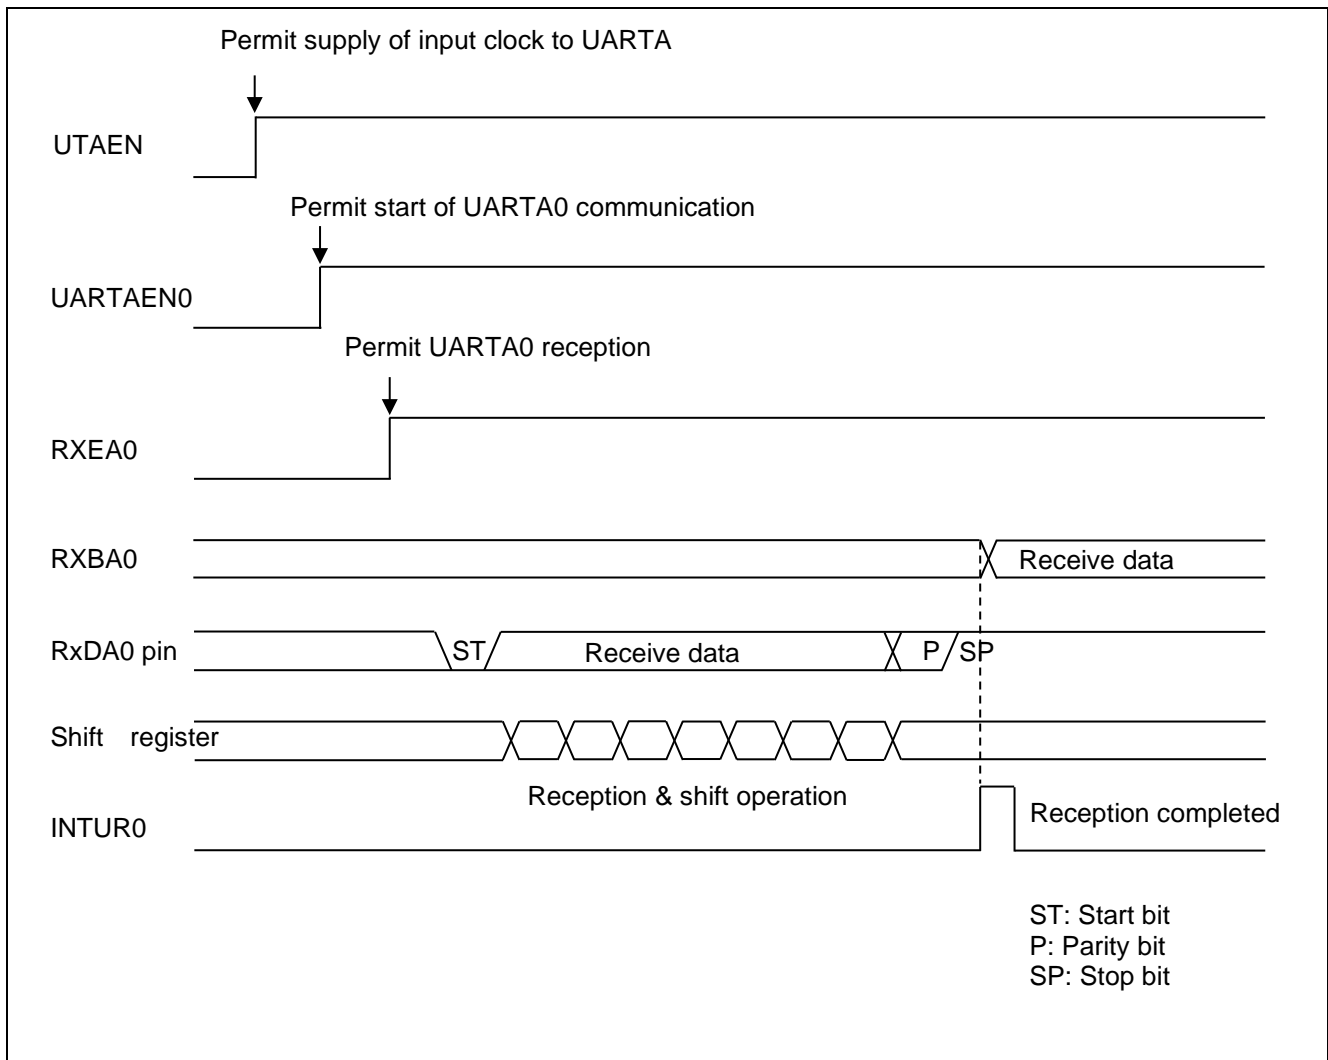 Permit supply of input clock to UARTA
UTAEN
Permit start of UARTA0 communication
UARTAEN0
Permit UARTA0 reception
RXEA0
RXBA0
Receive data
RxDA0 pin
ST
Receive data
P
SP
Shift register
Reception & shift operation
INTUR0
Reception completed
ST: Start bit
P: Parity bit
SP: Stop bit